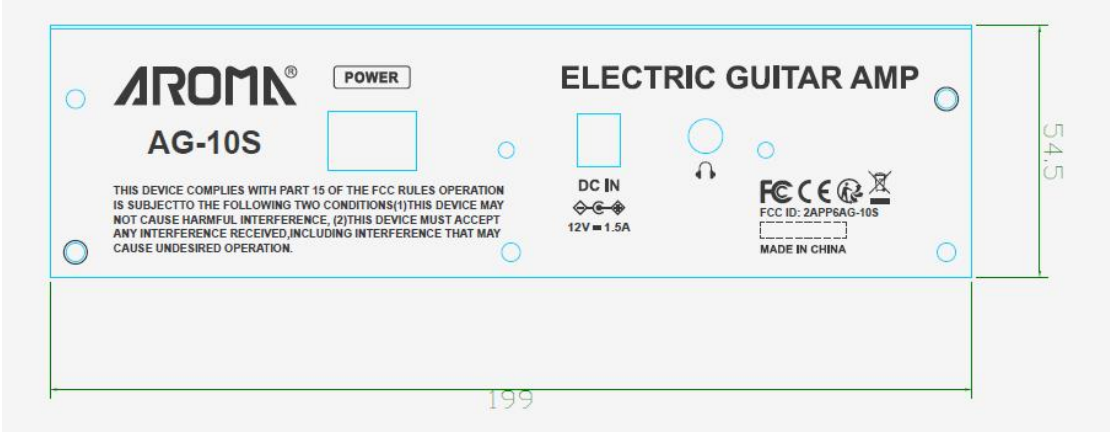 AROMA®
POWER
ELECTRIC GUITAR AMP
AG-10S
THIS DEVICE COMPLIES WITH PART 15 OF THE FCC RULES OPERATION
IS SUBJECTTO THE FOLLOWING TWO CONDITIONS(1)THIS DEVICE MAY
NOT CAUSE HARMFUL INTERFERENCE, (2)THIS DEVICE MUST ACCEPT
ANY INTERFERENCE RECEIVED,INCLUDING INTERFERENCE THAT MAY
CAUSE UNDESIRED OPERATION.
DC IN
12V⎓1.5A
FC CE
FCC ID: 2APP6AG-10S
MADE IN CHINA
54.5
199